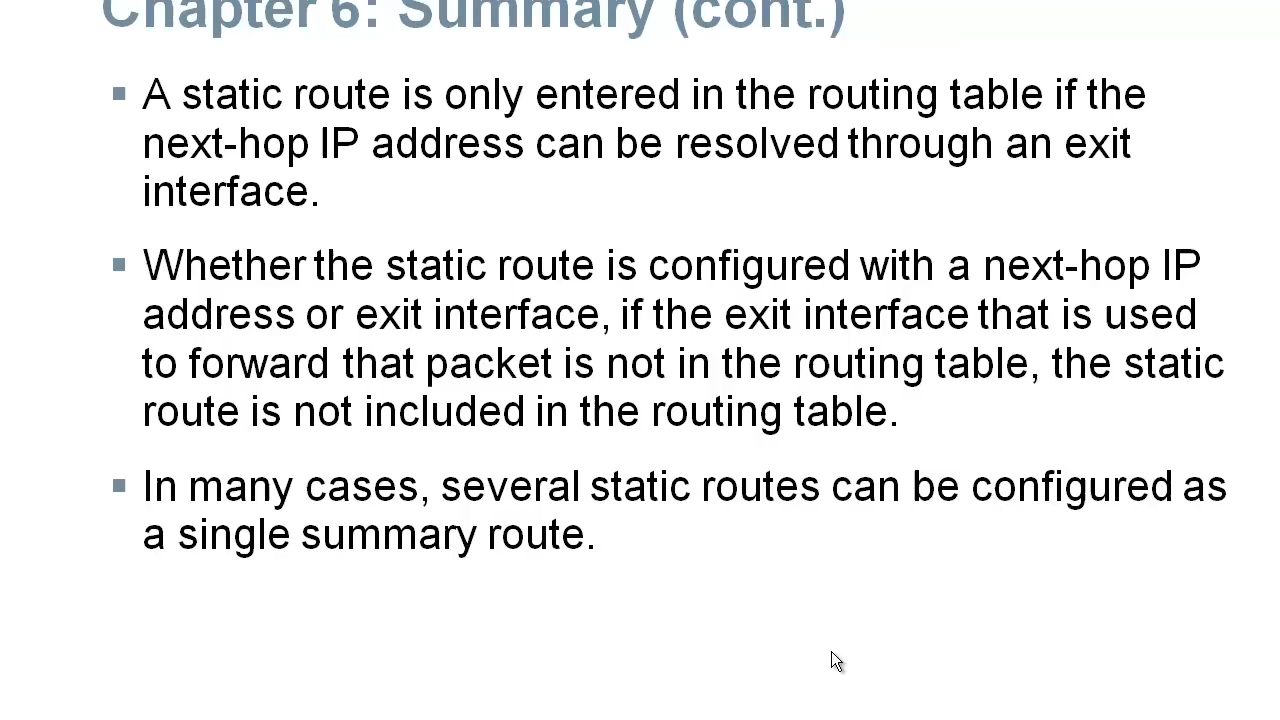 Chapter 6: Summary (cont.)
▪ A static route is only entered in the routing table if the
next-hop IP address can be resolved through an exit
interface.
▪ Whether the static route is configured with a next-hop IP
address or exit interface, if the exit interface that is used
to forward that packet is not in the routing table, the static
route is not included in the routing table.
▪ In many cases, several static routes can be configured as
a single summary route.